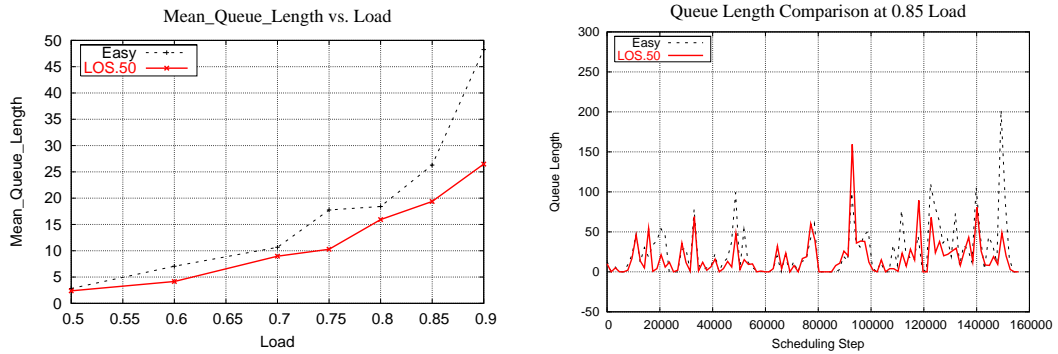 Mean_Queue_Length vs. Load
50
45
40
35
30
25
20
15
10
5
0
Mean_Queue_Length
Easy
LOS.50
0.5 0.55 0.6 0.65 0.7 0.75 0.8 0.85 0.9
Load
Queue Length Comparison at 0.85 Load
300
250
200
150
100
50
0
-50
Queue Length
Easy
LOS.50
0 20000 40000 60000 80000 100000 120000 140000 160000
Scheduling Step